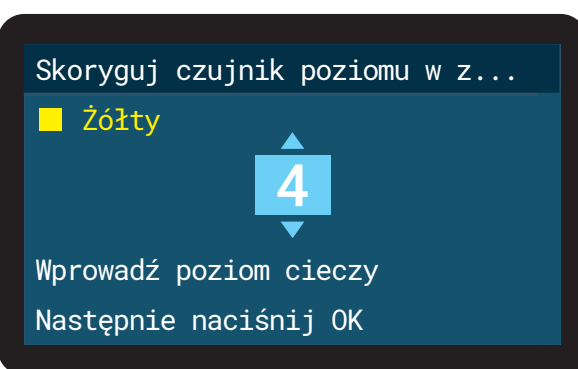 Skoryguj czujnik poziomu w z...
Żółty
4
Wprowadź poziom cieczy
Następnie naciśnij OK